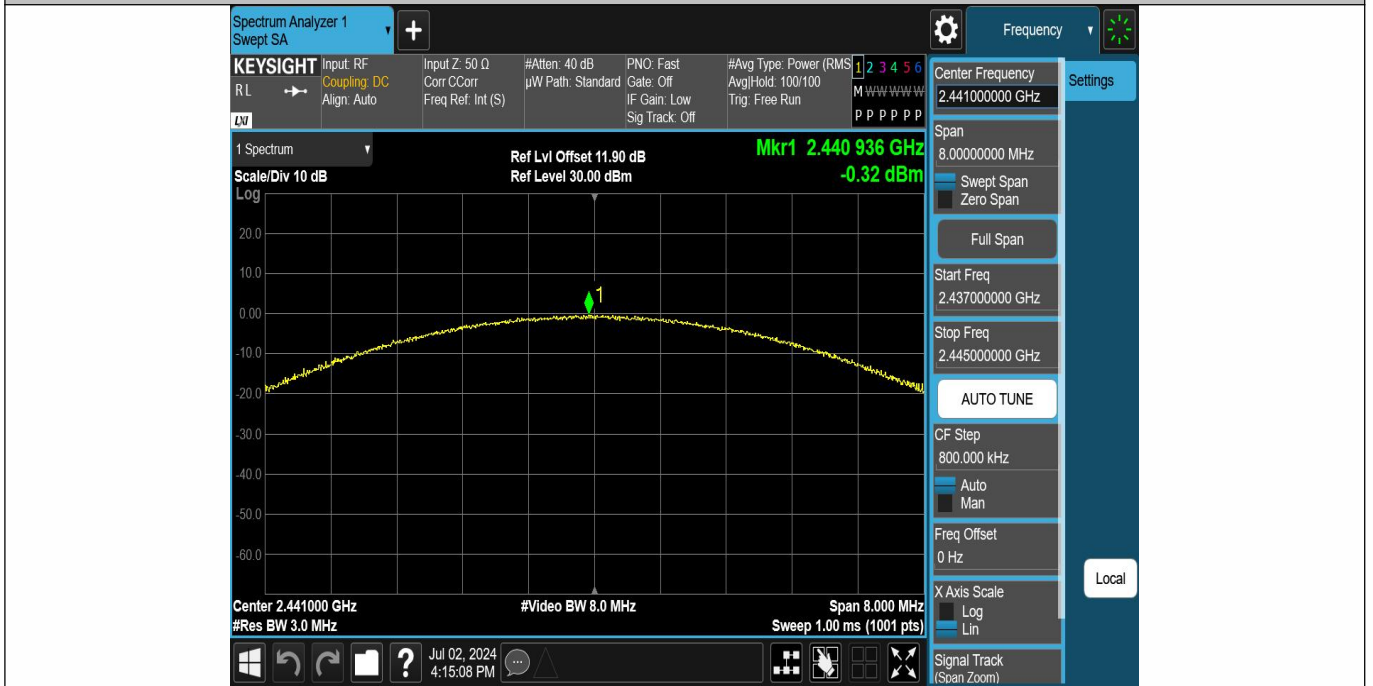 Spectrum Analyzer 1
Swept SA
+
Frequency
KEYSIGHT
RL
LXI
Input: RF
Coupling: DC
Align: Auto
Input Z: 50 Ω
Corr CCorr
Freq Ref: Int (S)
#Atten: 40 dB
µW Path: Standard
PNO: Fast
Gate: Off
IF Gain: Low
Sig Track: Off
#Avg Type: Power (RMS
Avg|Hold: 100/100
Trig: Free Run
1 2 3 4 5 6
M W W W W W
P P P P P P
1 Spectrum
Scale/Div 10 dB
Ref Lvl Offset 11.90 dB
Ref Level 30.00 dBm
Mkr1 2.440 936 GHz
-0.32 dBm
Log
20.0
10.0
0.00
-10.0
-20.0
-30.0
-40.0
-50.0
-60.0
1
Center 2.441000 GHz
#Res BW 3.0 MHz
#Video BW 8.0 MHz
Span 8.000 MHz
Sweep 1.00 ms (1001 pts)
Center Frequency
2.441000000 GHz
Settings
Span
8.00000000 MHz
Swept Span
Zero Span
Full Span
Start Freq
2.437000000 GHz
Stop Freq
2.445000000 GHz
AUTO TUNE
CF Step
800.000 kHz
Auto
Man
Freq Offset
0 Hz
X Axis Scale
Log
Lin
Signal Track
(Span Zoom)
Local
?
Jul 02, 2024
4:15:08 PM